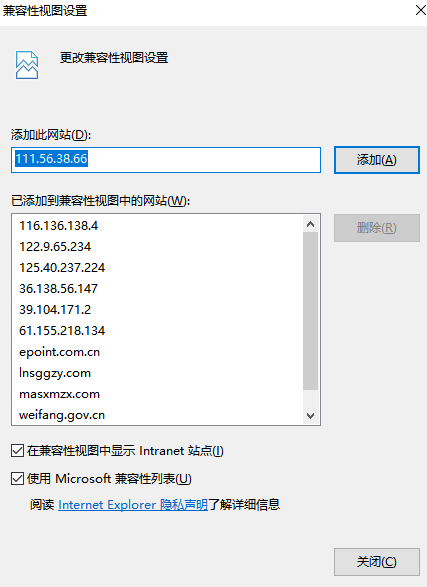 兼容性视图设置
更改兼容性视图设置
添加此网站(D):
111.56.38.66
添加(A)
已添加到兼容性视图中的网站(W):
116.136.138.4
删除(R)
122.9.65.234
125.40.237.224
36.138.56.147
39.104.171.2
61.155.218.134
epoint.com.cn
lnsggzy.com
masxmzx.com
weifang.gov.cn
在兼容性视图中显示 Intranet 站点(I)
使用 Microsoft 兼容性列表(U)
阅读 Internet Explorer 隐私声明了解详细信息
关闭(C)